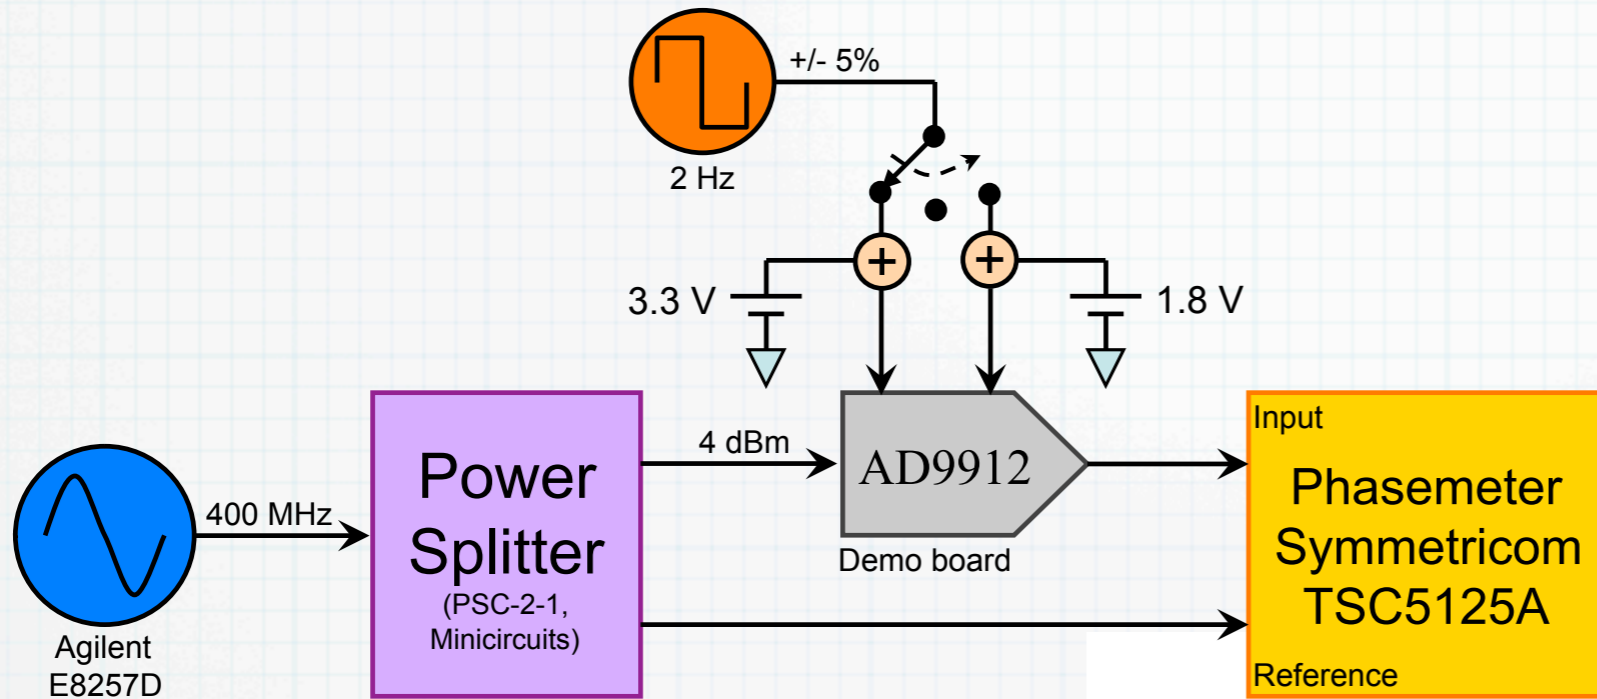 +/- 5%
2 Hz
+
+
3.3 V
1.8 V
400 MHz
Agilent
E8257D
Power
Splitter
(PSC-2-1,
Minicircuits)
4 dBm
AD9912
Demo board
Input
Phasemeter
Symmetricom
TSC5125A
Reference